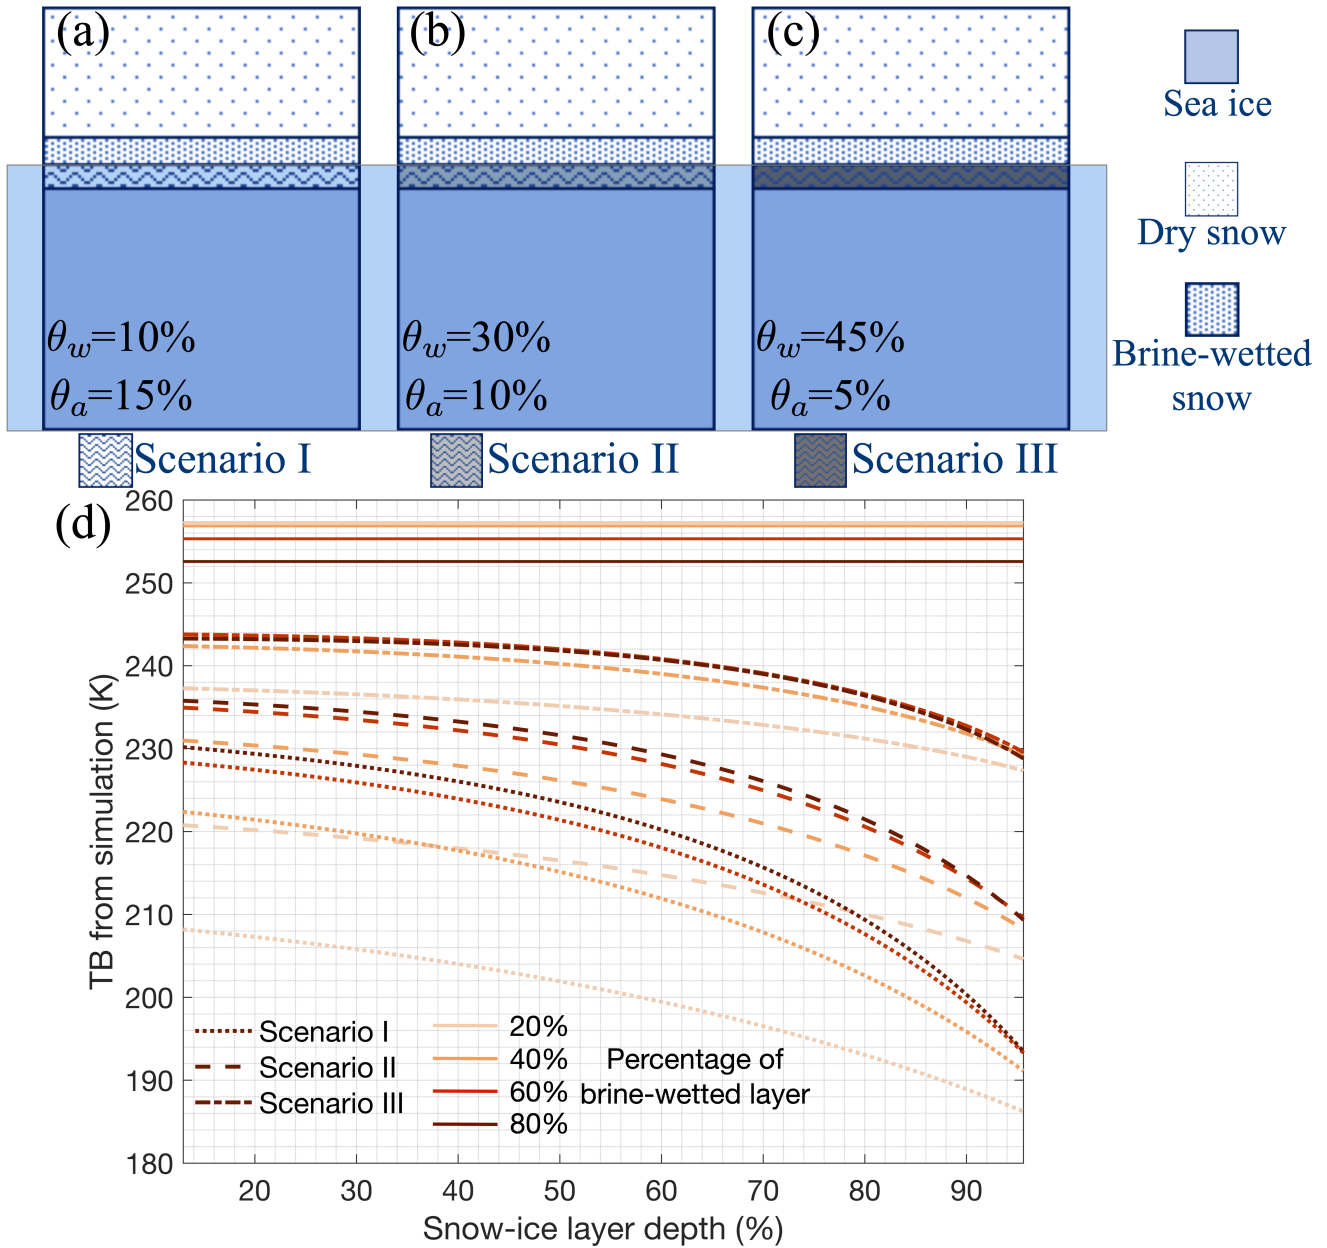 (a)
(b)
(c)
Sea ice
Dry snow
Brine-wetted
snow
θw=10%
θa=15%
θw=30%
θa=10%
θw=45%
θa=5%
Scenario I
Scenario II
Scenario III
(d)
260
250
240
230
220
210
200
190
180
TB from simulation (K)
Scenario I
Scenario II
Scenario III
20%
40%
60%
80%
Percentage of
brine-wetted layer
20
30
40
50
60
70
80
90
Snow-ice layer depth (%)